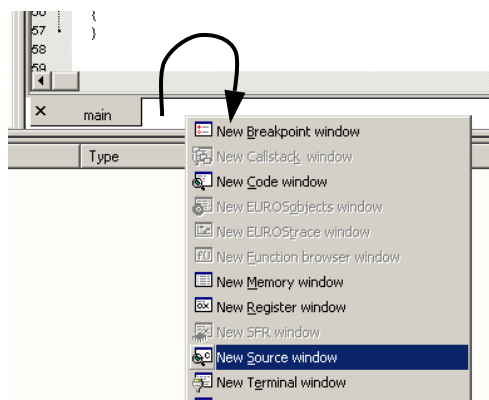 56 {
57 }
58
59
× main
Type
New Breakpoint window
New Callstack window
New Code window
New EUROSobjects window
New EUROStrace window
New Function browser window
New Memory window
New Register window
New SFR window
New Source window
New Terminal window